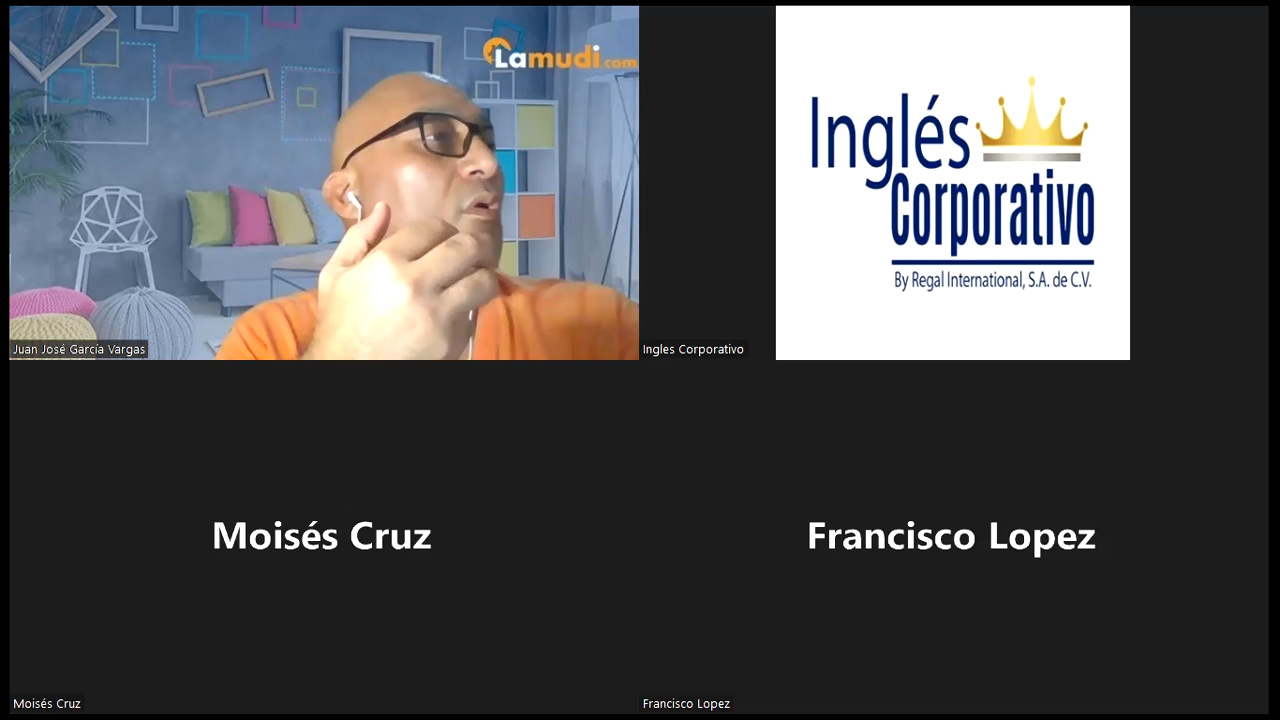 Lamudi.com
Juan José García Vargas
Inglés
Corporativo
By Regal International, S.A. de C.V.
Ingles Corporativo
Moisés Cruz
Francisco Lopez
Moisés Cruz
Francisco Lopez